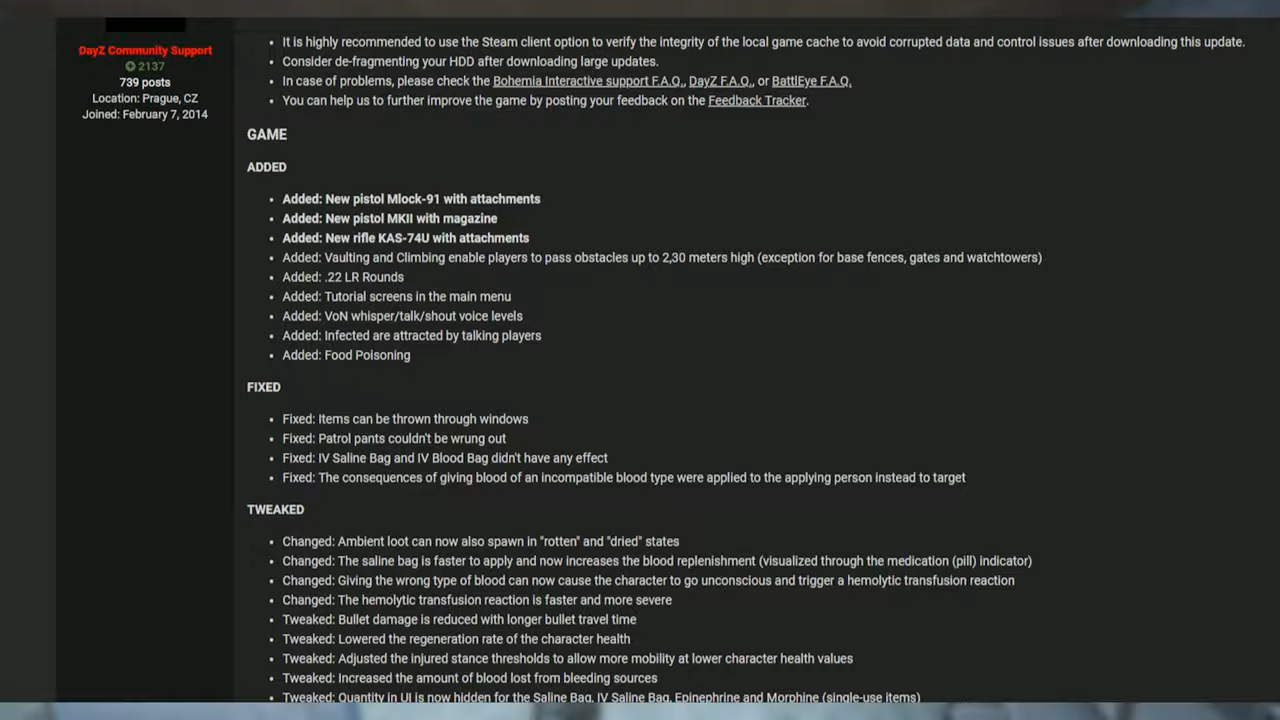 DayZ Community Support
2137
739 posts
Location: Prague, CZ
Joined: February 7, 2014
It is highly recommended to use the Steam client option to verify the integrity of the local game cache to avoid corrupted data and control issues after downloading this update.
Consider de-fragmenting your HDD after downloading large updates.
In case of problems, please check the Bohemia Interactive support F.A.Q., DayZ F.A.Q., or BattlEye F.A.Q.
You can help us to further improve the game by posting your feedback on the Feedback Tracker.
GAME
ADDED
Added: New pistol Mlock-91 with attachments
Added: New pistol MKII with magazine
Added: New rifle KAS-74U with attachments
Added: Vaulting and Climbing enable players to pass obstacles up to 2,30 meters high (exception for base fences, gates and watchtowers)
Added: .22 LR Rounds
Added: Tutorial screens in the main menu
Added: VoN whisper/talk/shout voice levels
Added: Infected are attracted by talking players
Added: Food Poisoning
FIXED
Fixed: Items can be thrown through windows
Fixed: Patrol pants couldn't be wrung out
Fixed: IV Saline Bag and IV Blood Bag didn't have any effect
Fixed: The consequences of giving blood of an incompatible blood type were applied to the applying person instead to target
TWEAKED
Changed: Ambient loot can now also spawn in "rotten" and "dried" states
Changed: The saline bag is faster to apply and now increases the blood replenishment (visualized through the medication (pill) indicator)
Changed: Giving the wrong type of blood can now cause the character to go unconscious and trigger a hemolytic transfusion reaction
Changed: The hemolytic transfusion reaction is faster and more severe
Tweaked: Bullet damage is reduced with longer bullet travel time
Tweaked: Lowered the regeneration rate of the character health
Tweaked: Adjusted the injured stance thresholds to allow more mobility at lower character health values
Tweaked: Increased the amount of blood lost from bleeding sources
Tweaked: Quantity in UI is now hidden for the Saline Bag, IV Saline Bag, Epinephrine and Morphine (single-use items)